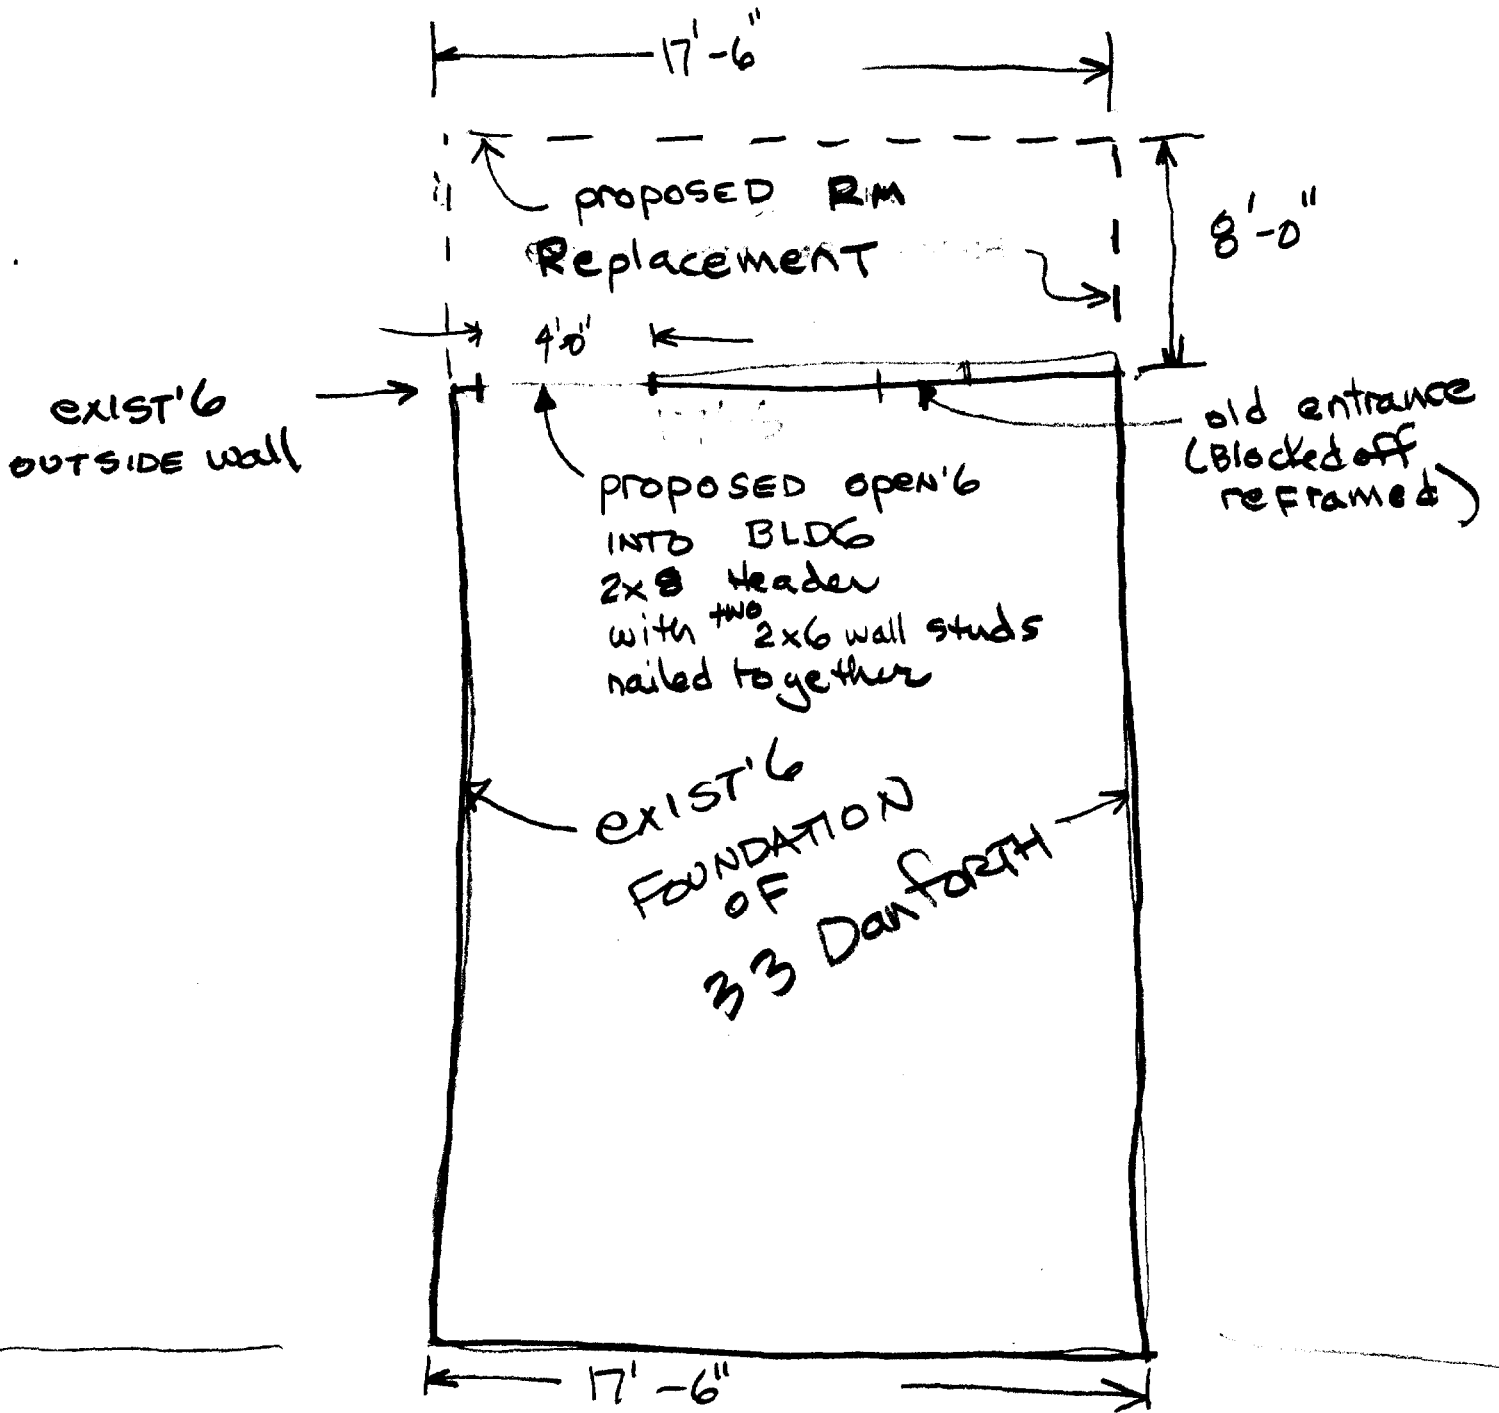 17'-6"
proposed Rm
Replacement
8'-0"
4'0"
exist'G
outside wall
old entrance
(Blocked off
reframed)
proposed open'G
into BLDG
2x8 Header
with two 2x6 wall studs
nailed together
exist'G
Foundation
of
33 Danforth
17'-6"